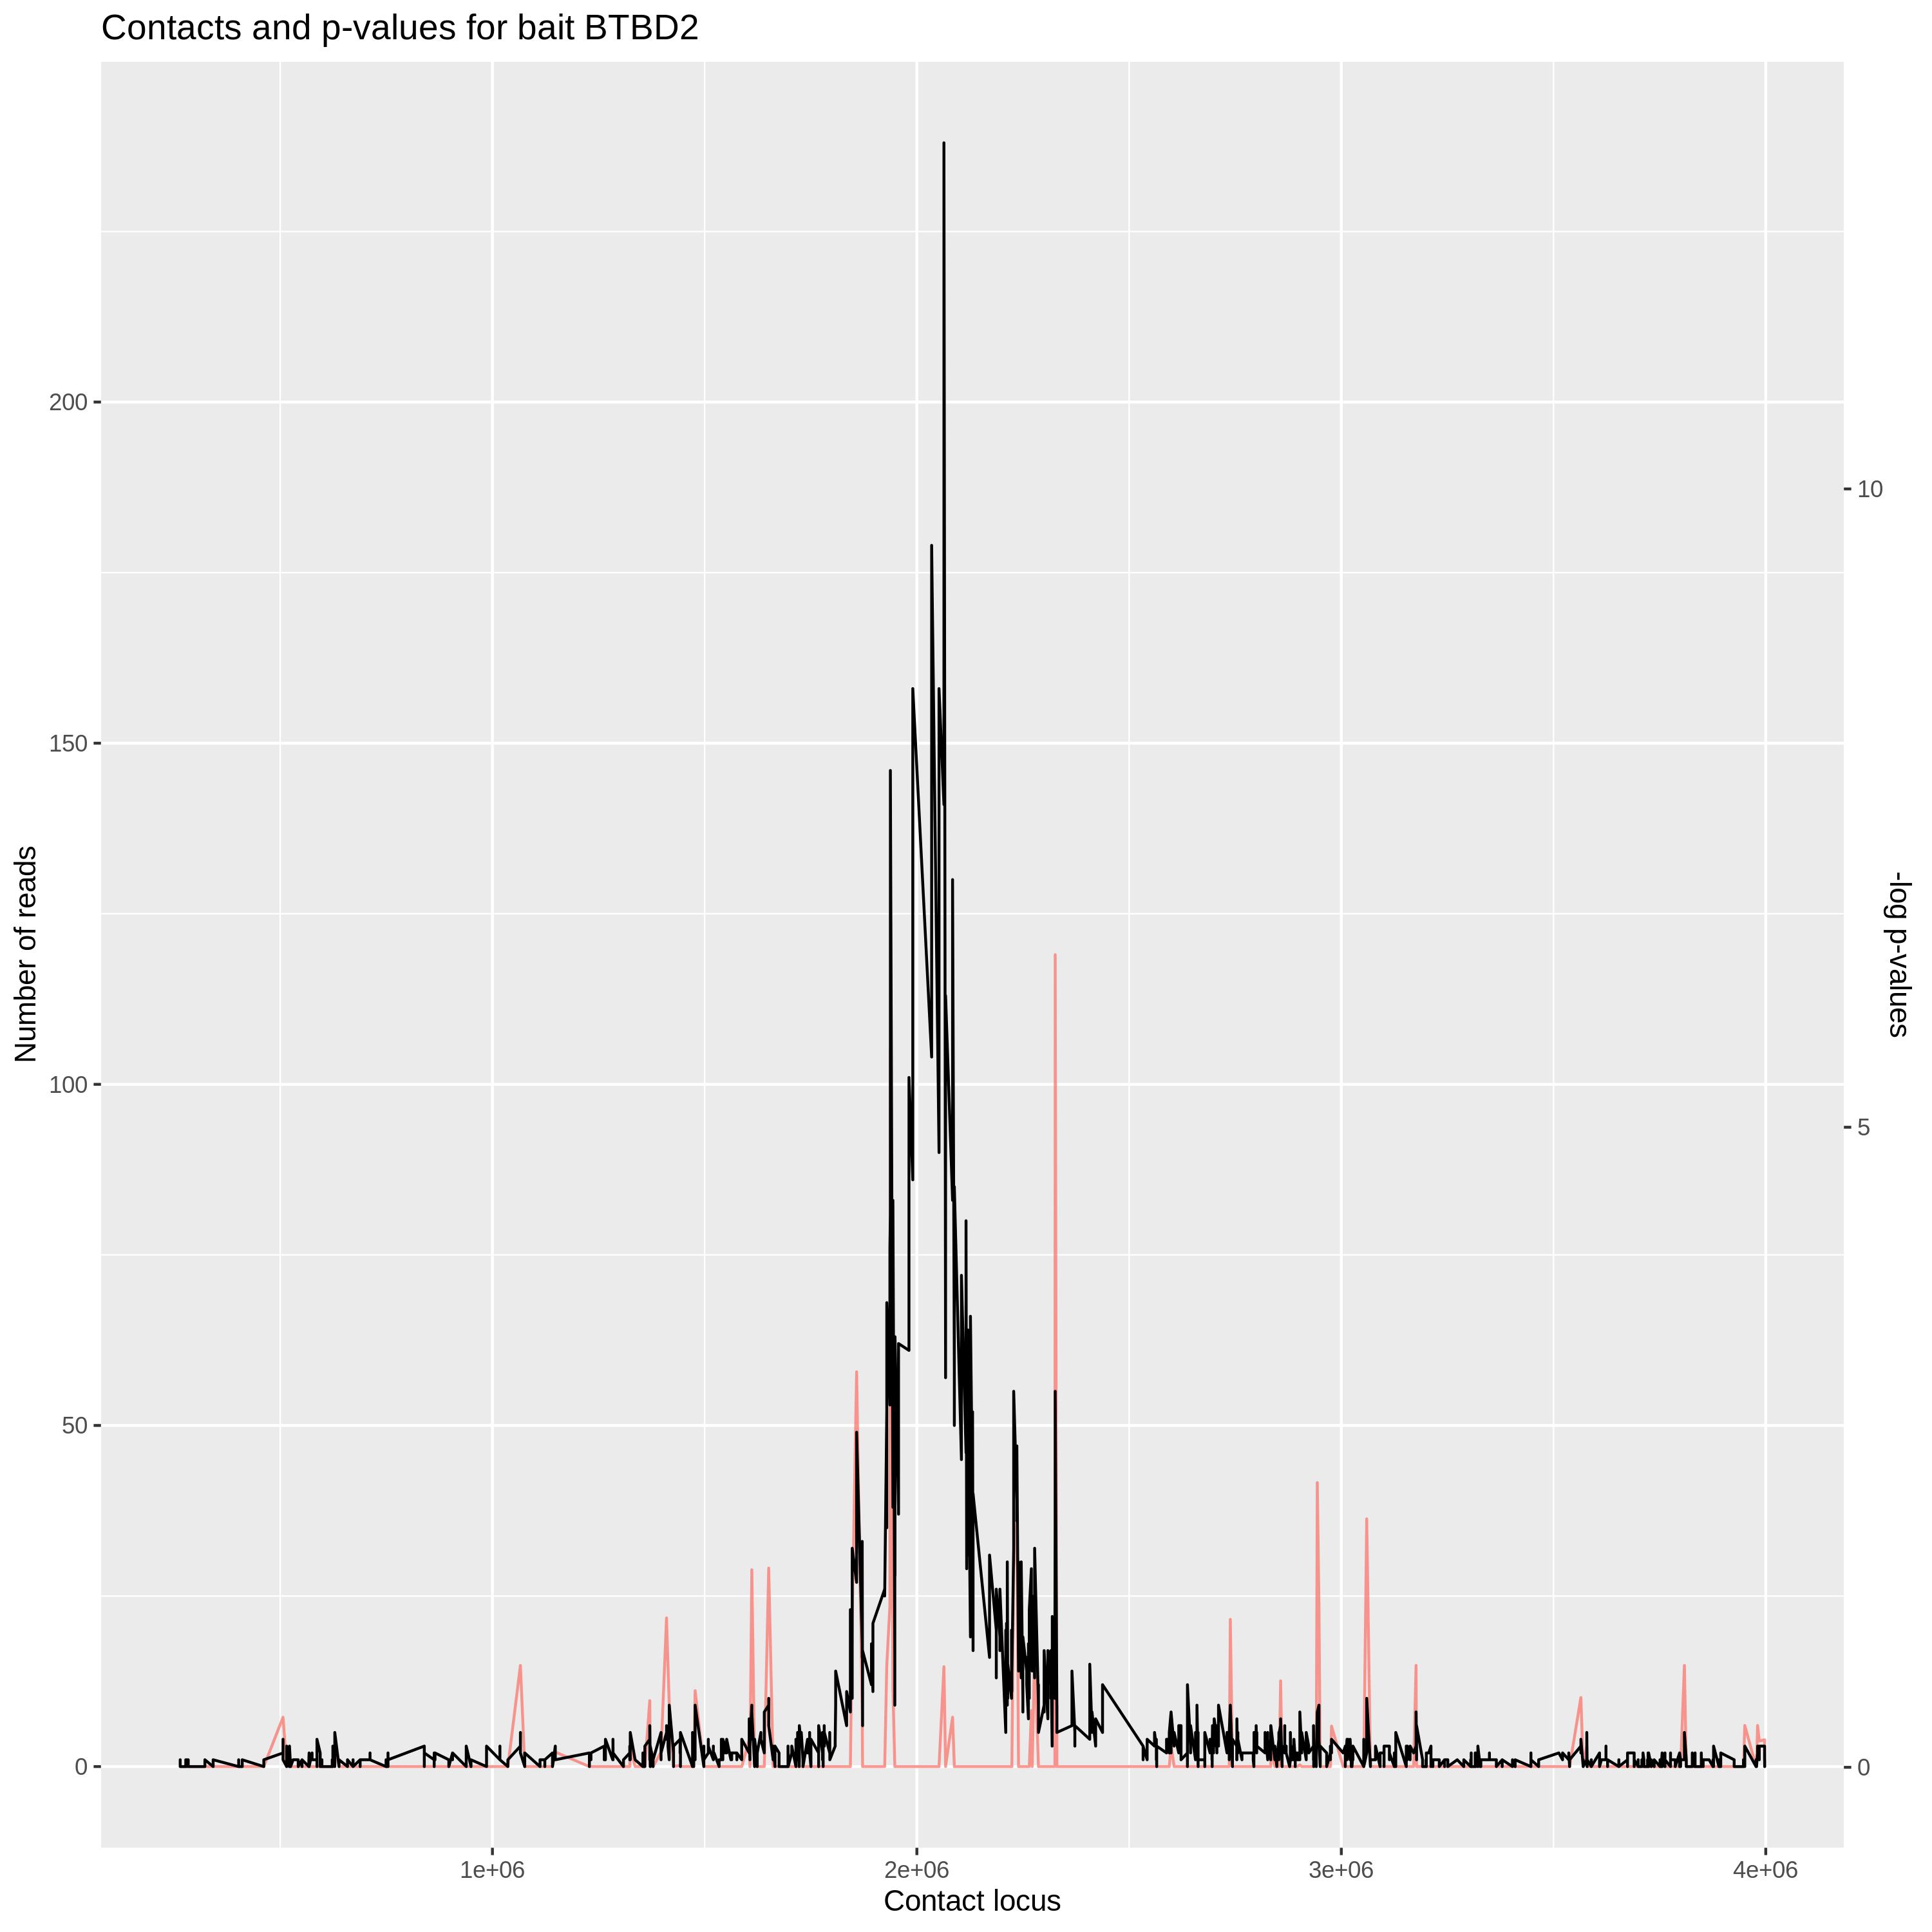 Contacts and p-values for bait BTBD2
Number of reads
200
150
100
50
0
10
5
0
-log p-values
1e+06
2e+06
3e+06
4e+06
Contact locus